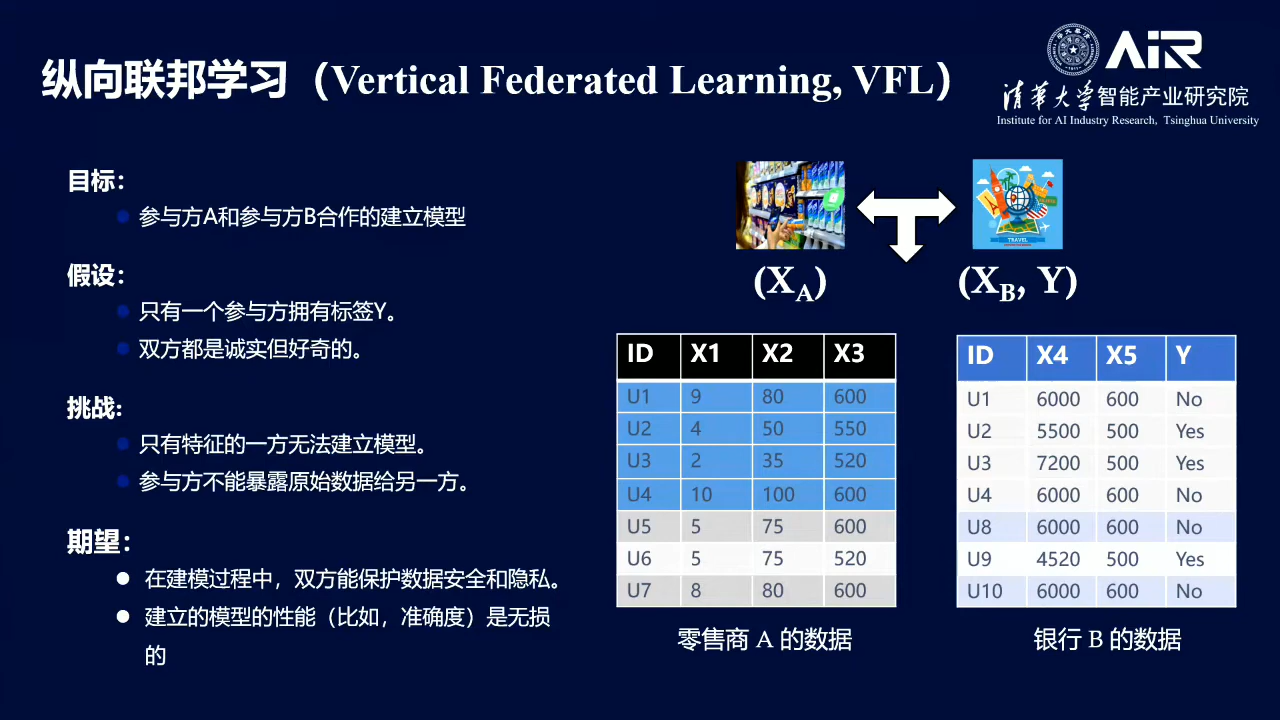 纵向联邦学习（Vertical Federated Learning, VFL）
AiR
清华大学智能产业研究院
Institute for AI Industry Research, Tsinghua University
目标：
参与方A和参与方B合作的建立模型
假设：
只有一个参与方拥有标签Y。
双方都是诚实但好奇的。
挑战:
只有特征的一方无法建立模型。
参与方不能暴露原始数据给另一方。
期望：
在建模过程中，双方能保护数据安全和隐私。
建立的模型的性能（比如，准确度）是无损
的
TRAVEL
(XA)
(XB, Y)
ID X1 X2 X3
U1 9 80 600
U2 4 50 550
U3 2 35 520
U4 10 100 600
U5 5 75 600
U6 5 75 520
U7 8 80 600
零售商 A 的数据
ID X4 X5 Y
U1 6000 600 No
U2 5500 500 Yes
U3 7200 500 Yes
U4 6000 600 No
U8 6000 600 No
U9 4520 500 Yes
U10 6000 600 No
银行 B 的数据